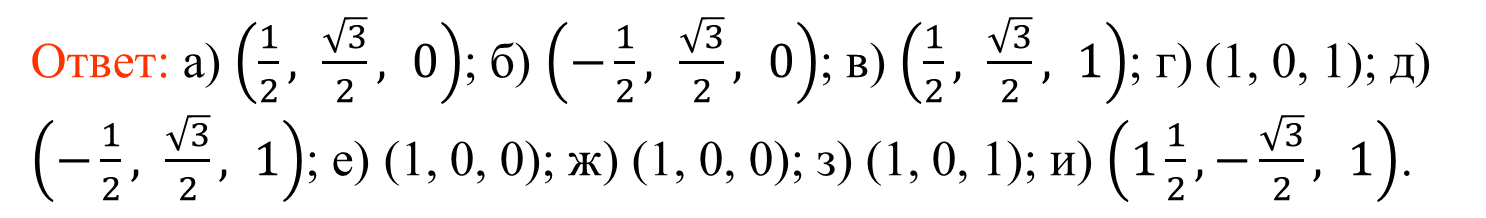 Ответ: а) (1/2, √3/2, 0); б) (−1/2, √3/2, 0); в) (1/2, √3/2, 1); г) (1, 0, 1); д)
(−1/2, √3/2, 1); е) (1, 0, 0); ж) (1, 0, 0); з) (1, 0, 1); и) (1 1/2, −√3/2, 1).